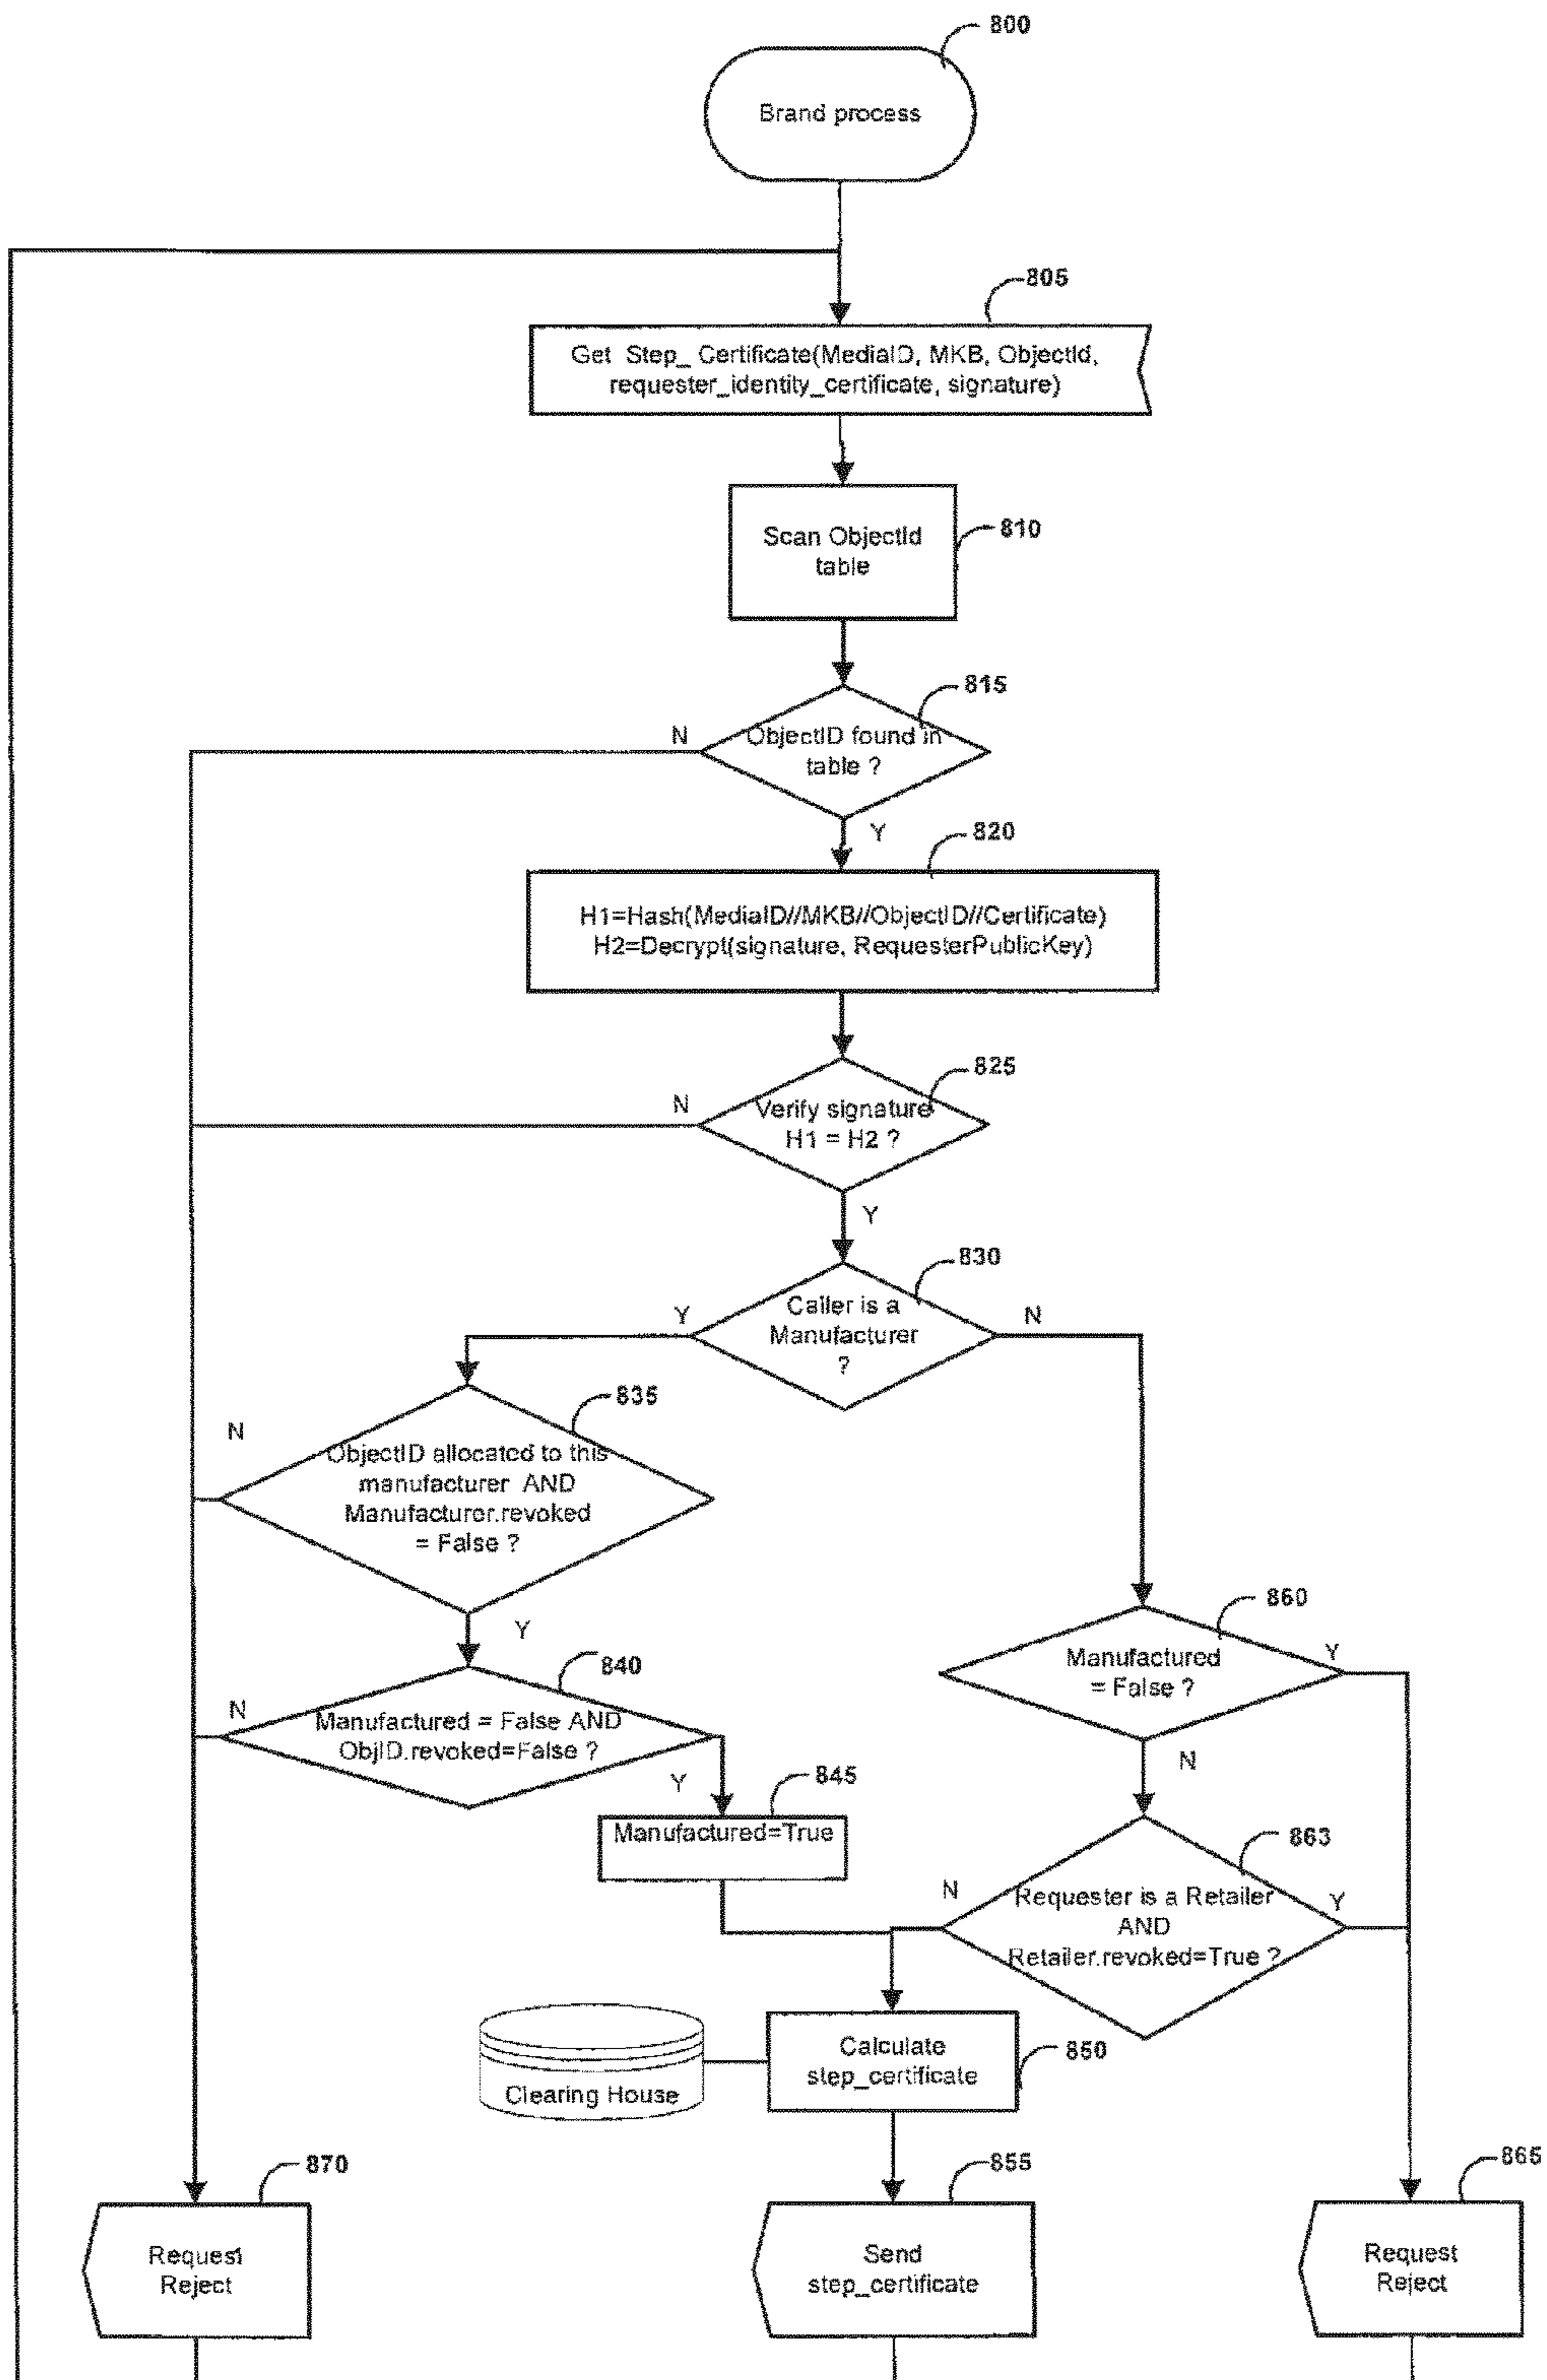 800
Brand process
805
Get Step_ Certificate(MediaID, MKB, ObjectId,
requester_identity_certificate, signature)
Scan ObjectId
table
810
815
N
ObjectID found in
table ?
Y
820
H1=Hash(MediaID//MKB//ObjectID//Certificate)
H2=Decrypt(signature, RequesterPublicKey)
825
N
Verify signature
H1 = H2 ?
Y
830
Y
Caller is a
Manufacturer
?
N
835
N
ObjectID allocated to this
manufacturer AND
Manufacturer.revoked
= False ?
Y
860
Manufactured
= False ?
Y
840
N
Manufactured = False AND
ObjID.revoked=False ?
Y
N
845
Manufactured=True
863
N
Requester is a Retailer
AND
Retailer.revoked=True ?
Y
Calculate
step_certificate
850
Clearing House
870
855
865
Request
Reject
Send
step_certificate
Request
Reject